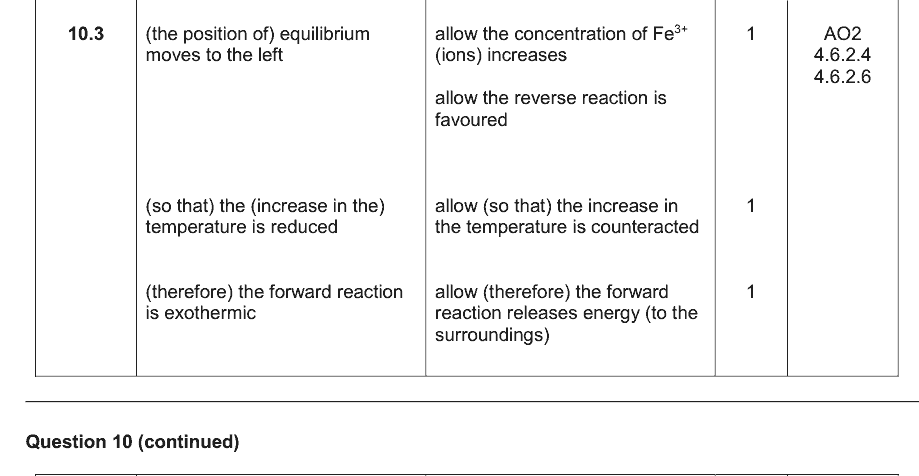 10.3
(the position of) equilibrium
moves to the left
allow the concentration of Fe³⁺
(ions) increases
allow the reverse reaction is
favoured
1
AO2
4.6.2.4
4.6.2.6
(so that) the (increase in the)
temperature is reduced
allow (so that) the increase in
the temperature is counteracted
1
(therefore) the forward reaction
is exothermic
allow (therefore) the forward
reaction releases energy (to the
surroundings)
1
Question 10 (continued)